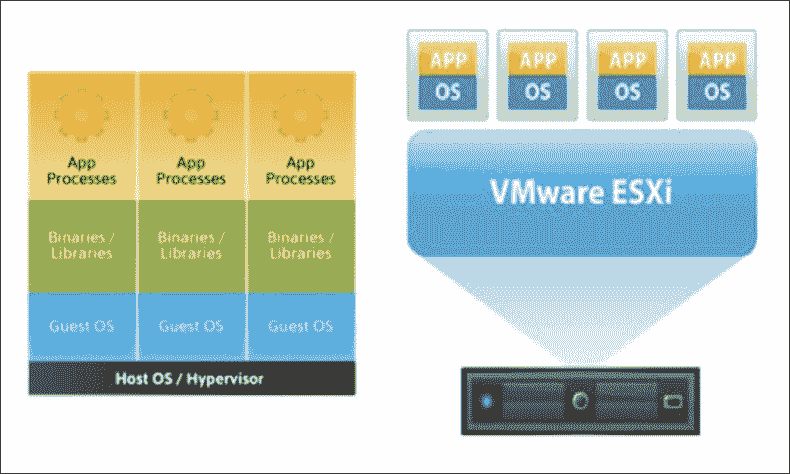 App
Processes
App
Processes
App
Processes
Binaries /
Libraries
Binaries /
Libraries
Binaries /
Libraries
Guest OS
Guest OS
Guest OS
Host OS / Hypervisor
APP
OS
APP
OS
APP
OS
APP
OS
VMware ESXi